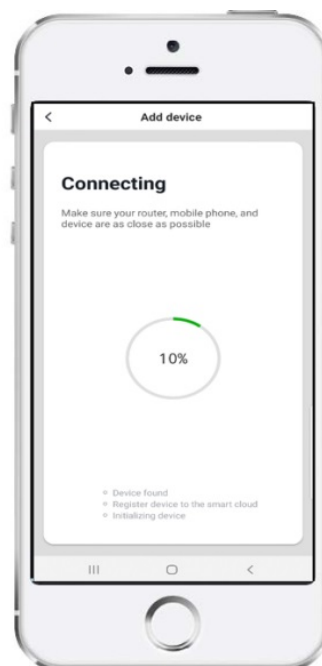 Add device
Connecting
Make sure your router, mobile phone, and
device are as close as possible
10%
Device found
Register device to the smart cloud
Initializing device